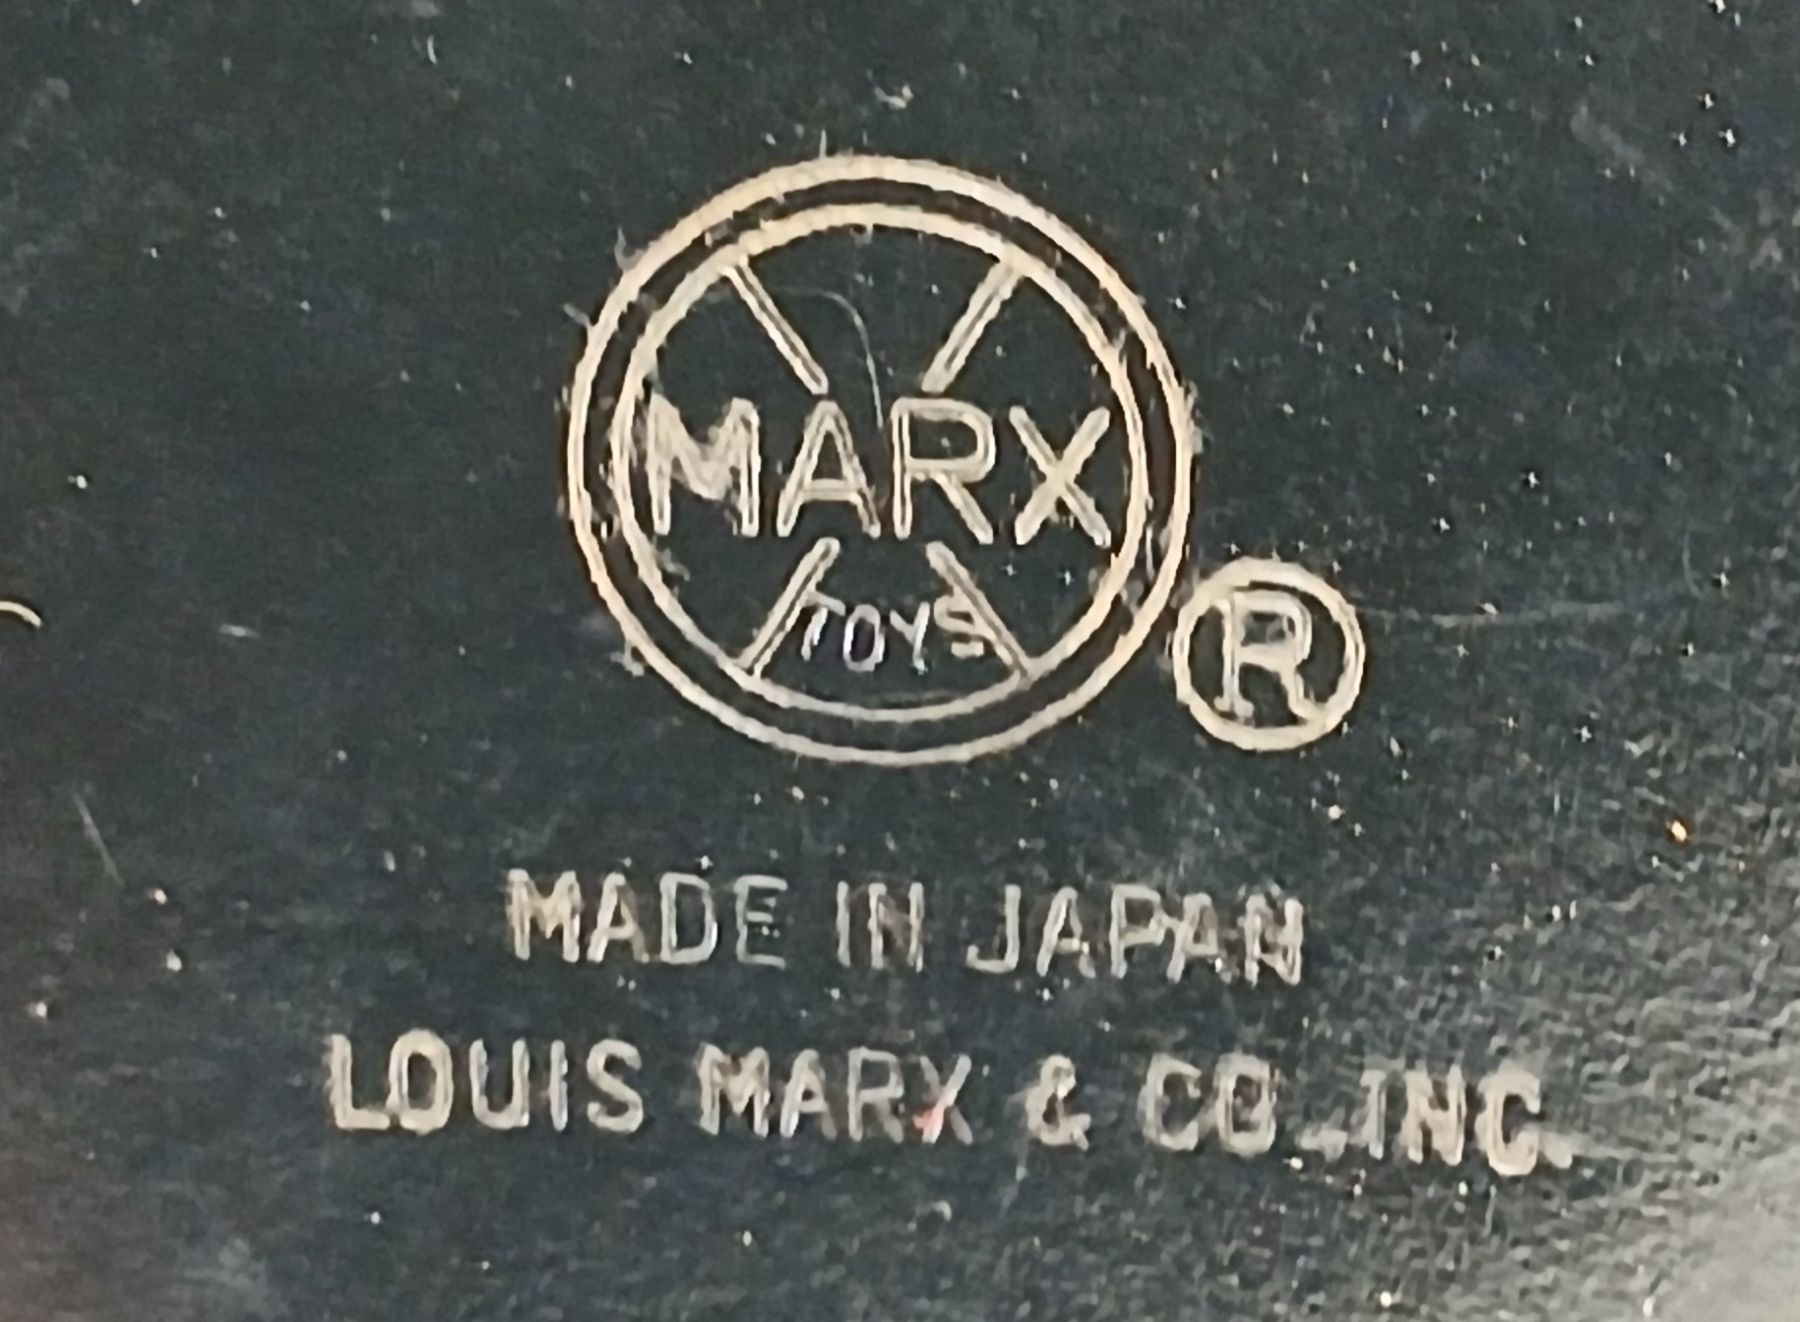 MARX
TOYS
®
MADE IN JAPAN
LOUIS MARX & CO., INC.